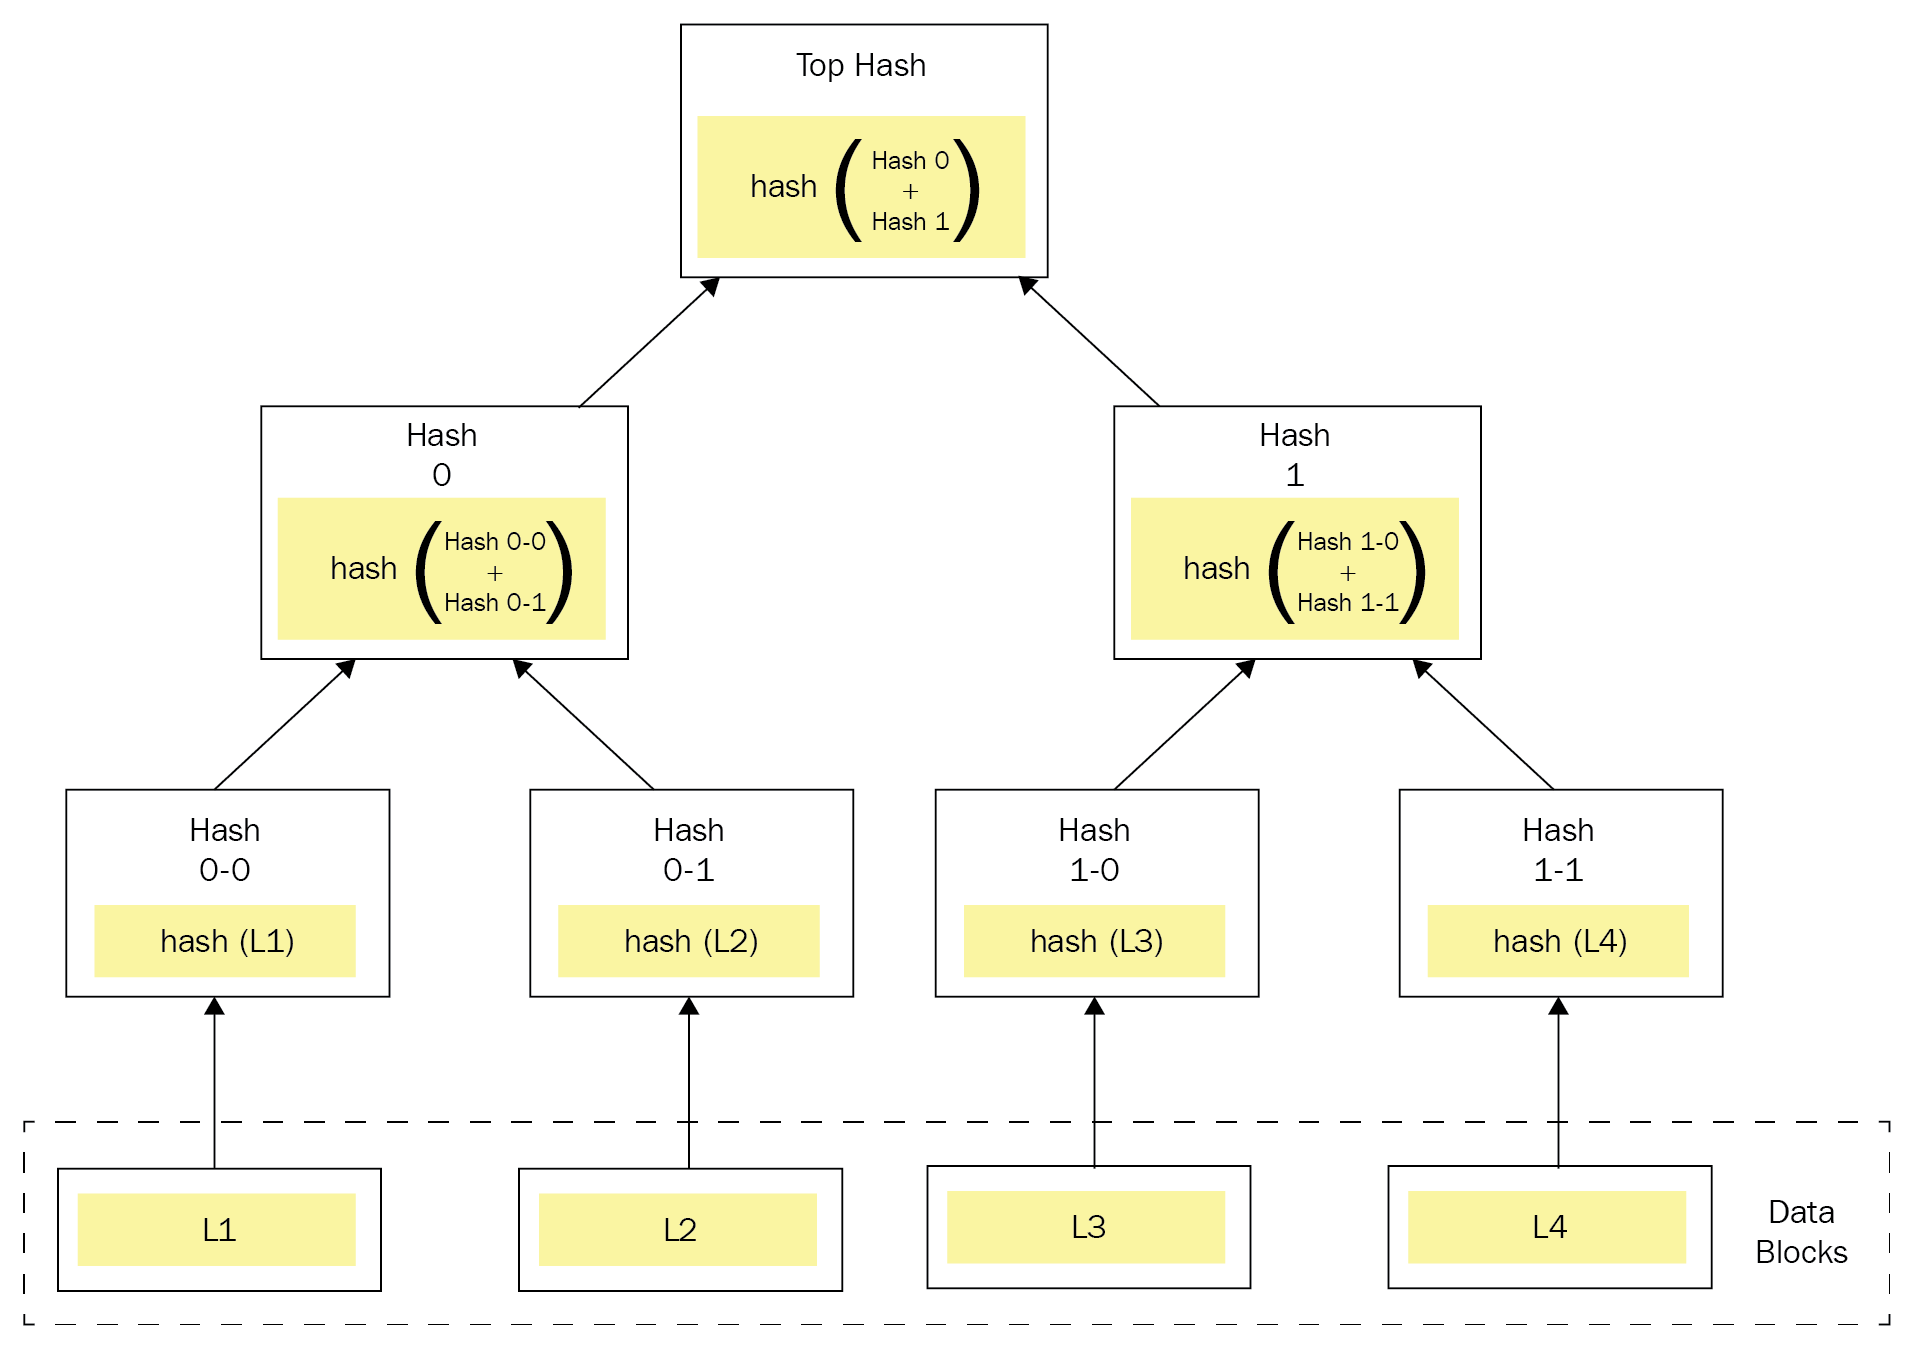 Top Hash
hash ( Hash 0
+
Hash 1 )
Hash
0
hash ( Hash 0-0
+
Hash 0-1 )
Hash
1
hash ( Hash 1-0
+
Hash 1-1 )
Hash
0-0
hash (L1)
Hash
0-1
hash (L2)
Hash
1-0
hash (L3)
Hash
1-1
hash (L4)
L1
L2
L3
L4
Data
Blocks